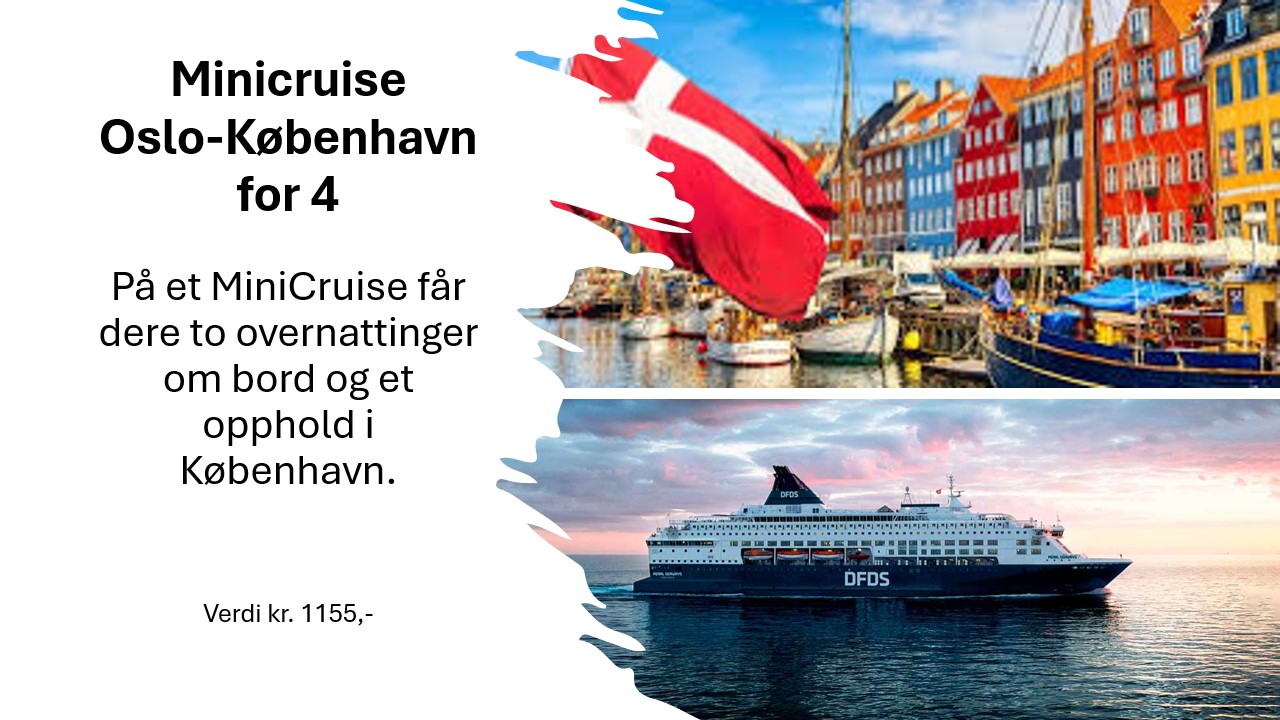 Minicruise
Oslo-København
for 4
På et MiniCruise får
dere to overnattinger
om bord og et
opphold i
København.
Verdi kr. 1155,-
DFDS
DFDS